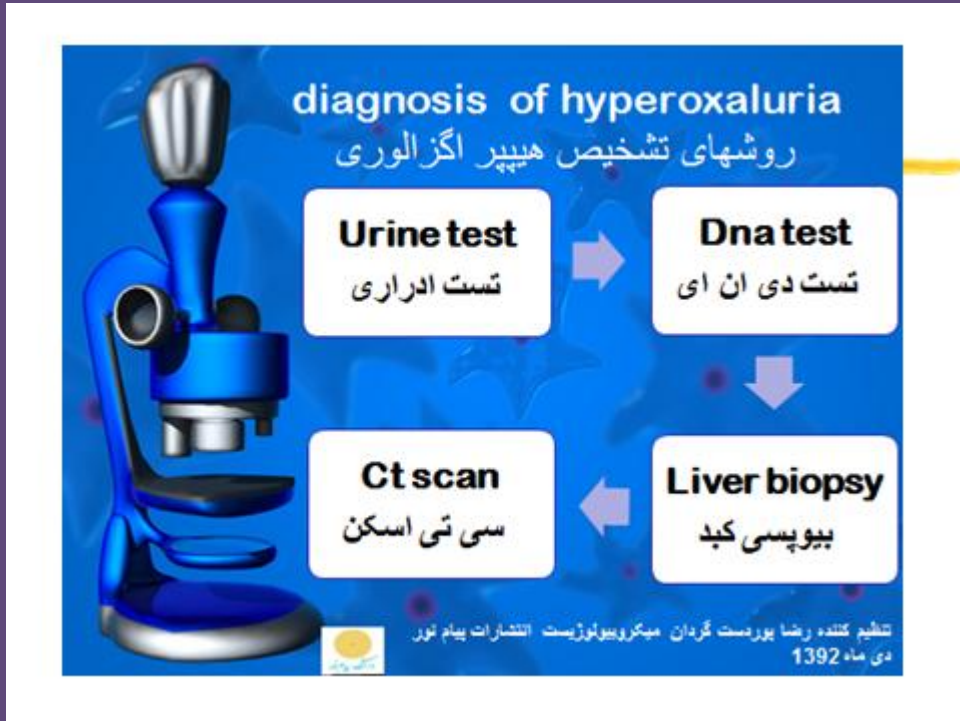 diagnosis of hyperoxaluria
روشهای تشخیص هیپپر اگزالوری
Urine test
تست ادراری
Dna test
تست دی ان ای
Liver biopsy
بیوپسی کبد
Ct scan
سی تی اسکن
تنظیم کننده رضا پوردست گردان میکروبیولوژیست انتشارات پیام نور
دی ماه 1392